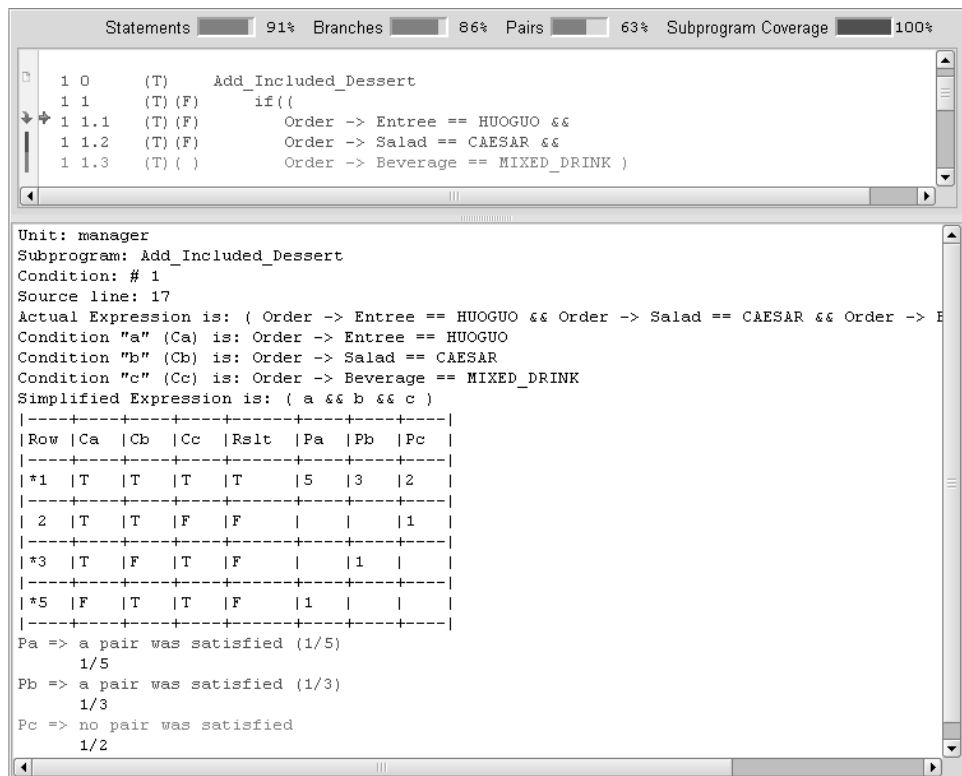 Statements 91% Branches 86% Pairs 63% Subprogram Coverage 100%
1 0 (T) Add_Included_Dessert
1 1 (T)(F) if((
1 1.1 (T)(F) Order -> Entree == HUOGUO &&
1 1.2 (T)(F) Order -> Salad == CAESAR &&
1 1.3 (T)( ) Order -> Beverage == MIXED_DRINK )
Unit: manager
Subprogram: Add_Included_Dessert
Condition: # 1
Source line: 17
Actual Expression is: ( Order -> Entree == HUOGUO && Order -> Salad == CAESAR && Order ->
Condition "a" (Ca) is: Order -> Entree == HUOGUO
Condition "b" (Cb) is: Order -> Salad == CAESAR
Condition "c" (Cc) is: Order -> Beverage == MIXED_DRINK
Simplified Expression is: ( a && b && c )
|----+----+----+----+------+----+----+----|
|Row |Ca |Cb |Cc |Rslt |Pa |Pb |Pc |
|----+----+----+----+------+----+----+----|
|*1 |T |T |T |T |5 |3 |2 |
|----+----+----+----+------+----+----+----|
| 2 |T |T |F |F | | |1 |
|----+----+----+----+------+----+----+----|
|*3 |T |F |T |F | |1 | |
|----+----+----+----+------+----+----+----|
|*5 |F |T |T |F |1 | | |
|----+----+----+----+------+----+----+----|
Pa => a pair was satisfied (1/5)
1/5
Pb => a pair was satisfied (1/3)
1/3
Pc => no pair was satisfied
1/2